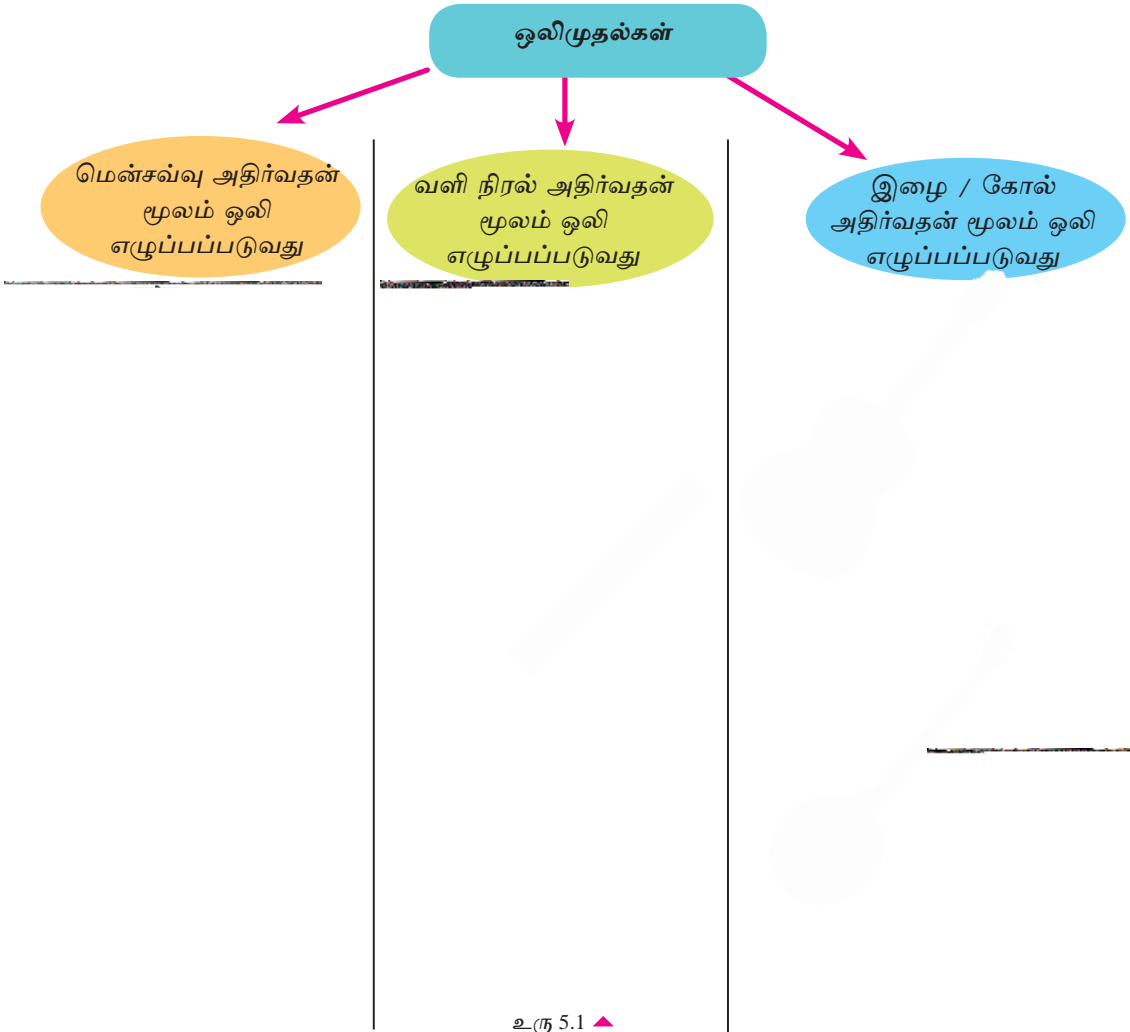 ஒலிமுதல்கள்
மென்சவ்வு அதிர்வதன்
மூலம் ஒலி
எழுப்பப்படுவது
வளி நிரல் அதிர்வதன்
மூலம் ஒலி
எழுப்பப்படுவது
இழை / கோல்
அதிர்வதன் மூலம் ஒலி
எழுப்பப்படுவது
உரு 5.1